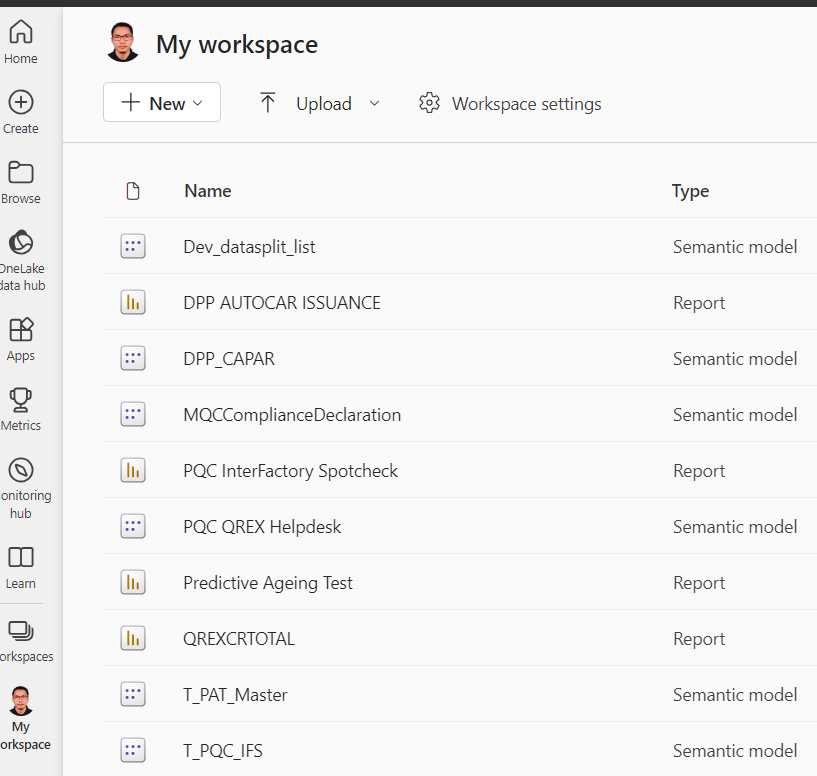 Home
Create
Browse
OneLake
data hub
Apps
Metrics
onitoring
hub
Learn
orkspaces
My
orkspace
My workspace
New
Upload
Workspace settings
Name Type
Dev_datasplit_list Semantic model
DPP AUTOCAR ISSUANCE Report
DPP_CAPAR Semantic model
MQCComplianceDeclaration Semantic model
PQC InterFactory Spotcheck Report
PQC QREX Helpdesk Semantic model
Predictive Ageing Test Report
QREXCRTOTAL Report
T_PAT_Master Semantic model
T_PQC_IFS Semantic model